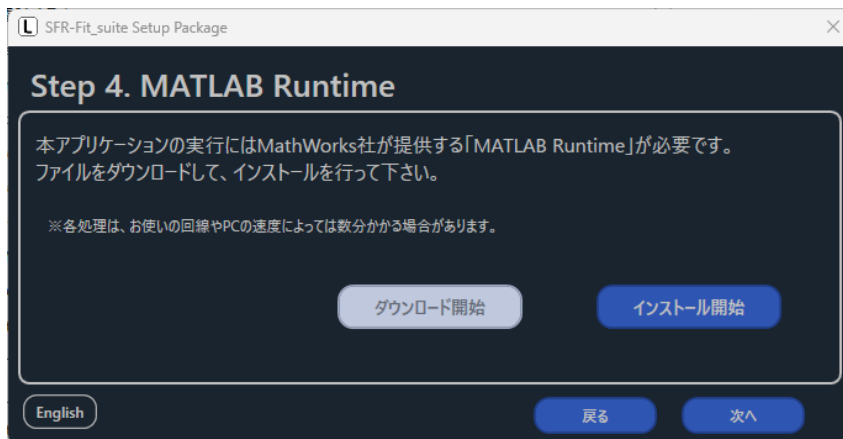 L SFR-Fit_suite Setup Package
Step 4. MATLAB Runtime
本アプリケーションの実行にはMathWorks社が提供する「MATLAB Runtime」が必要です。
ファイルをダウンロードして、インストールを行って下さい。
※各処理は、お使いの回線やPCの速度によっては数分かかる場合があります。
ダウンロード開始 インストール開始
English 戻る 次へ